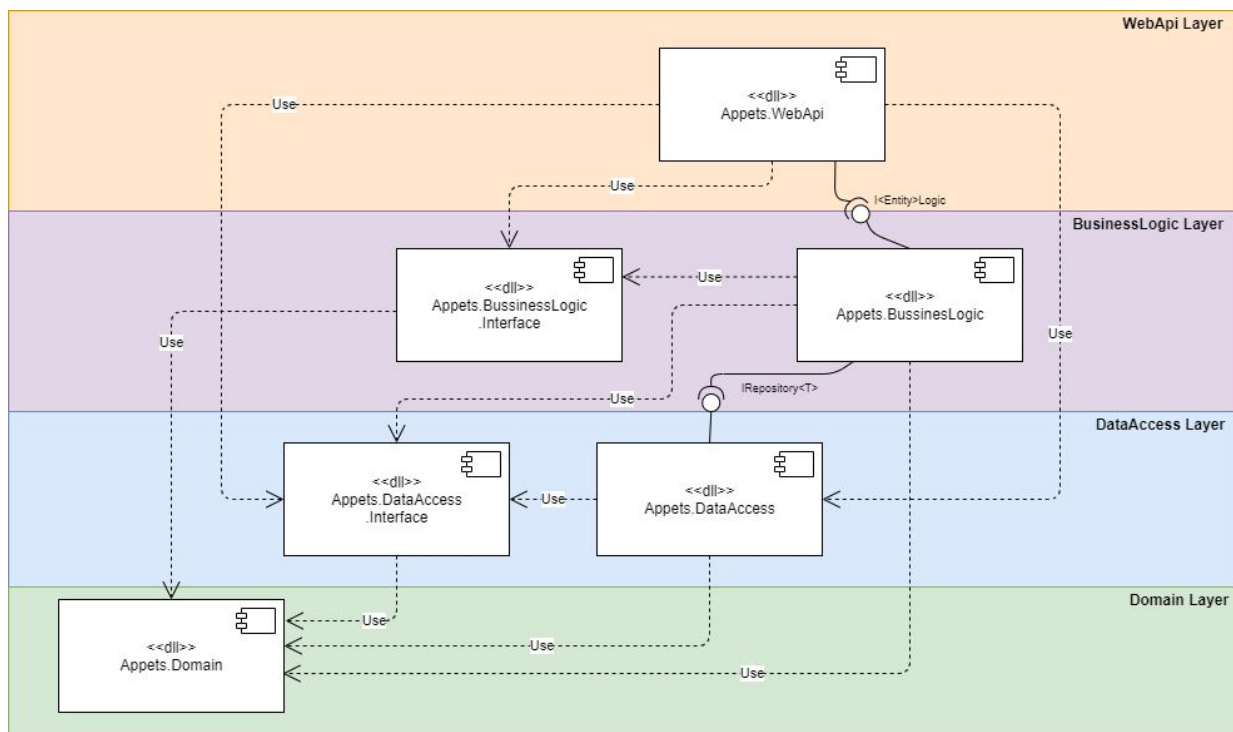 WebApi Layer
<<dll>>
Appets.WebApi
Use
Use
I<Entity>Logic
BusinessLogic Layer
<<dll>>
Appets.BussinessLogic
.Interface
Use
<<dll>>
Appets.BussinesLogic
Use
Use
Use
IRepository<T>
DataAccess Layer
<<dll>>
Appets.DataAccess
.Interface
Use
<<dll>>
Appets.DataAccess
Domain Layer
<<dll>>
Appets.Domain
Use
Use
Use